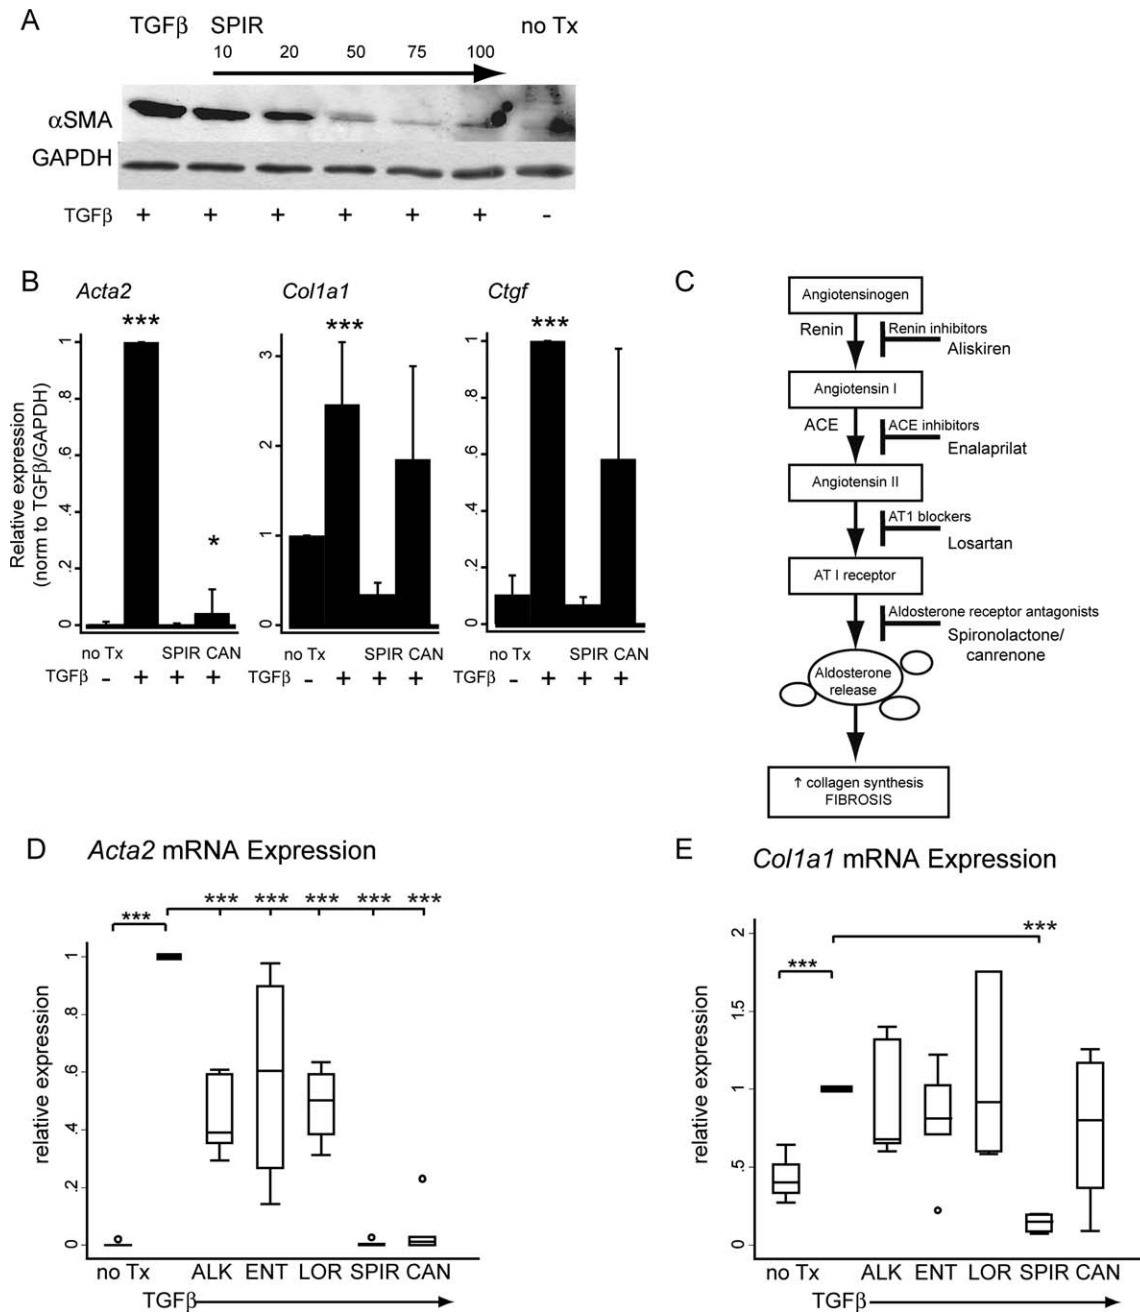 A
TGFβ SPIR no Tx
10 20 50 75 100
αSMA
GAPDH
TGFβ + + + + + + -
B
Acta2 Col1a1 Ctgf
Relative expression
(norm to TGFβ/GAPDH)
*** *** ***
*
1
.8
.6
.4
.2
0
3
2
1
0
1
.8
.6
.4
.2
0
no Tx SPIR CAN no Tx SPIR CAN no Tx SPIR CAN
TGFβ - + + + TGFβ - + + + TGFβ - + + +
C
Angiotensinogen
Renin
Renin inhibitors
Aliskiren
Angiotensin I
ACE
ACE inhibitors
Enalaprilat
Angiotensin II
AT1 blockers
Losartan
AT I receptor
Aldosterone receptor antagonists
Spironolactone/
canrenone
Aldosterone
release
↑ collagen synthesis
FIBROSIS
D
Acta2 mRNA Expression
*** *** *** *** *** ***
relative expression
1
.8
.6
.4
.2
0
no Tx ALK ENT LOR SPIR CAN
TGFβ
E
Col1a1 mRNA Expression
***
***
relative expression
2
1.5
1
.5
0
no Tx ALK ENT LOR SPIR CAN
TGFβ